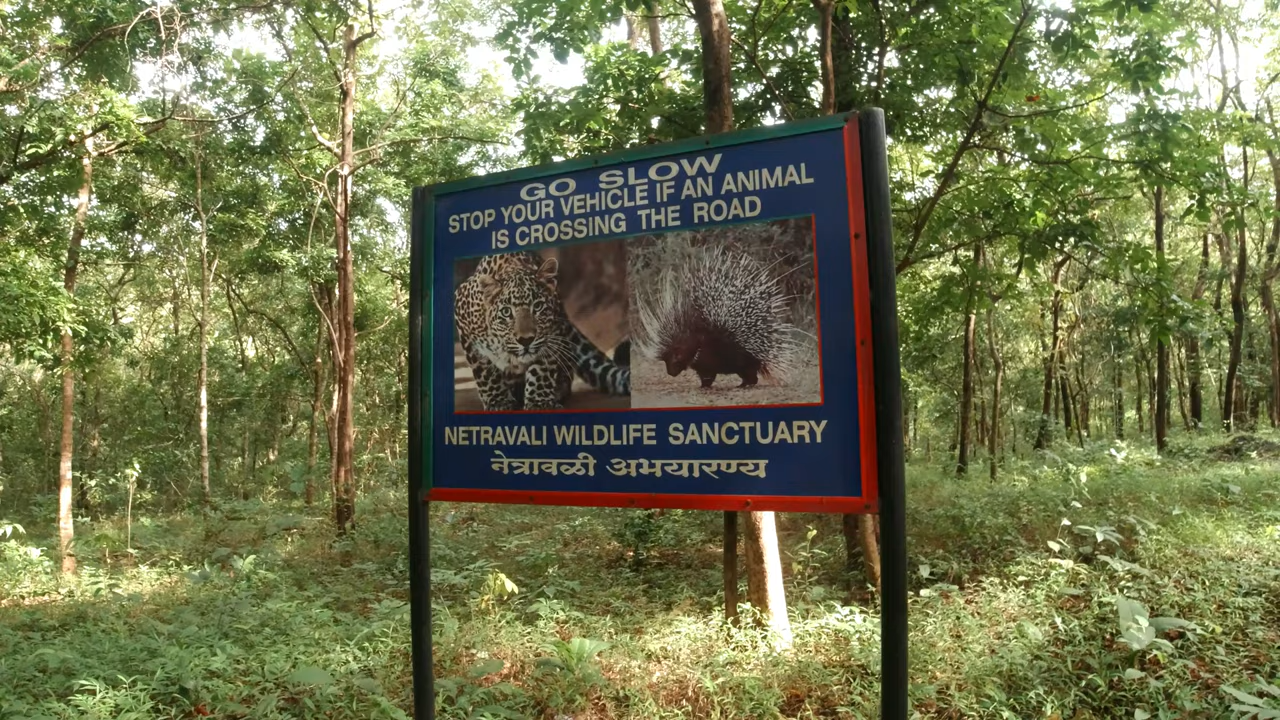 GO SLOW
STOP YOUR VEHICLE IF AN ANIMAL
IS CROSSING THE ROAD
NETRAVALI WILDLIFE SANCTUARY
नेत्रावळी अभयारण्य